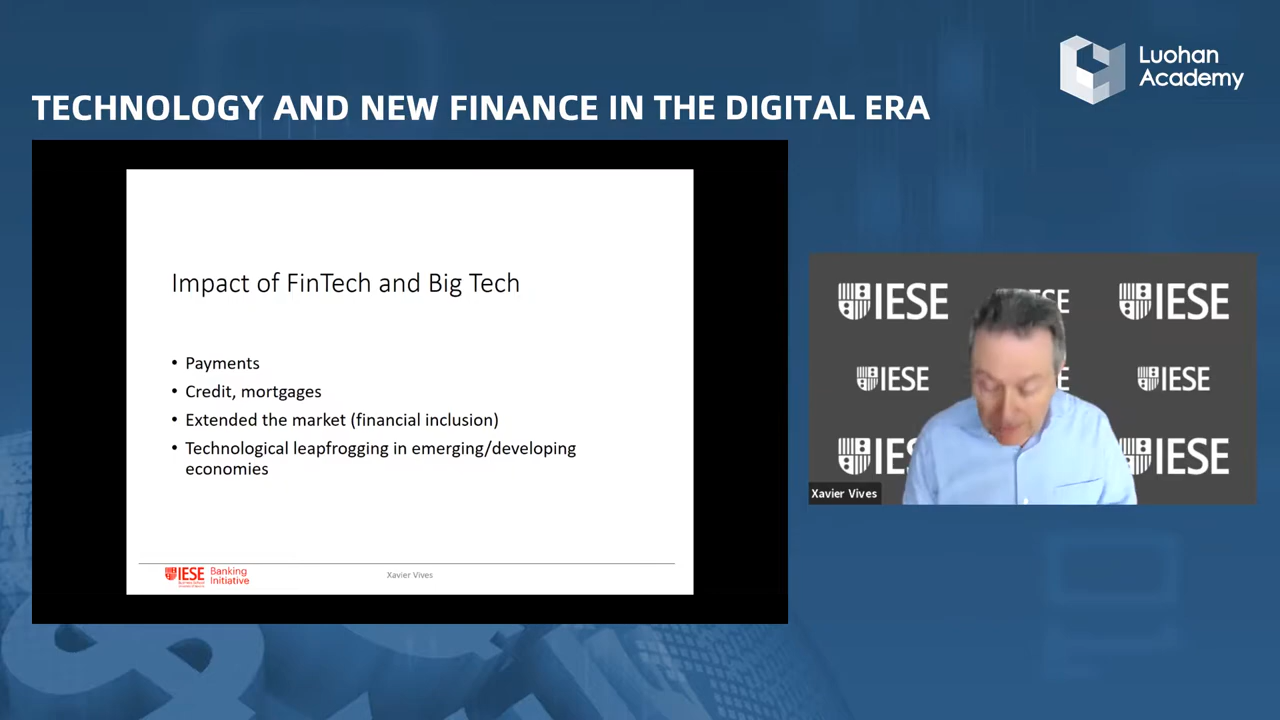 Luohan
Academy
TECHNOLOGY AND NEW FINANCE IN THE DIGITAL ERA
Impact of FinTech and Big Tech
• Payments
• Credit, mortgages
• Extended the market (financial inclusion)
• Technological leapfrogging in emerging/developing
economies
IESE
Banking
Initiative
Xavier Vives
IESE
ESE
IESE
IESE
E
IESE
IES
IESE
Xavier Vives